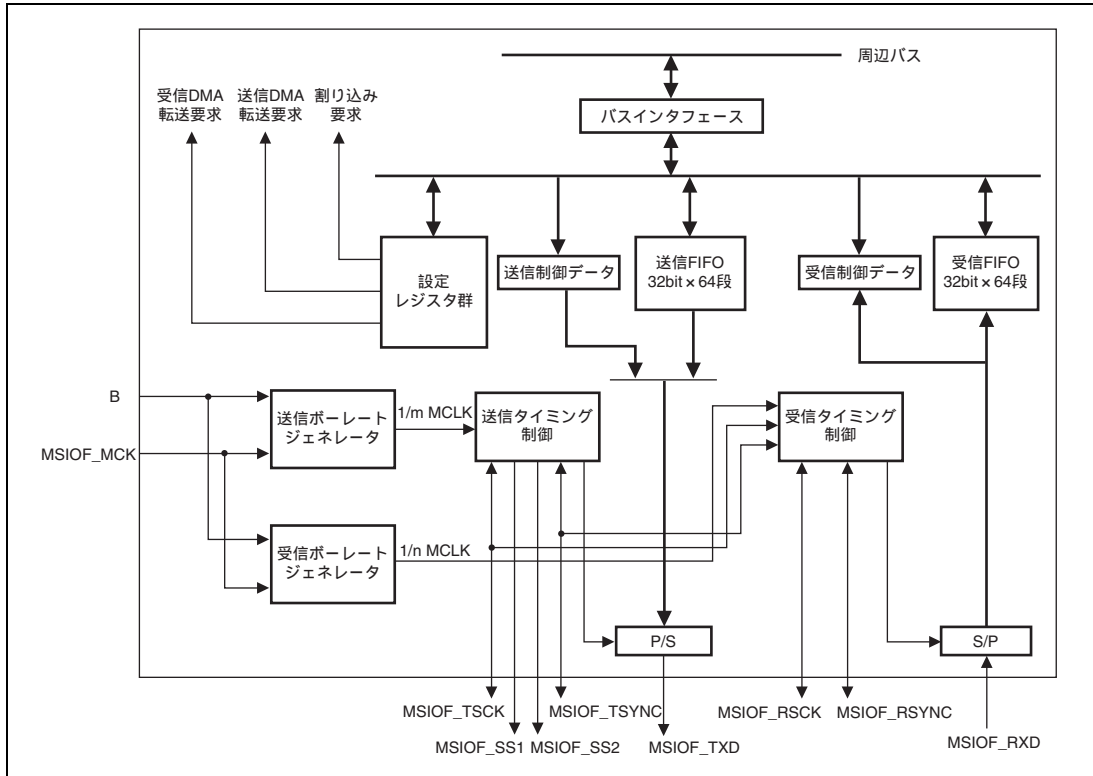 周辺バス
受信DMA
転送要求
送信DMA
転送要求
割り込み
要求
バスインタフェース
設定
レジスタ群
送信制御データ
送信FIFO
32bit×64段
受信制御データ
受信FIFO
32bit×64段
B
MSIOF_MCK
送信ボーレート
ジェネレータ
1/m MCLK
送信タイミング
制御
受信タイミング
制御
受信ボーレート
ジェネレータ
1/n MCLK
P/S
S/P
MSIOF_TSCK
MSIOF_SS1
MSIOF_SS2
MSIOF_TSYNC
MSIOF_TXD
MSIOF_RSCK
MSIOF_RSYNC
MSIOF_RXD